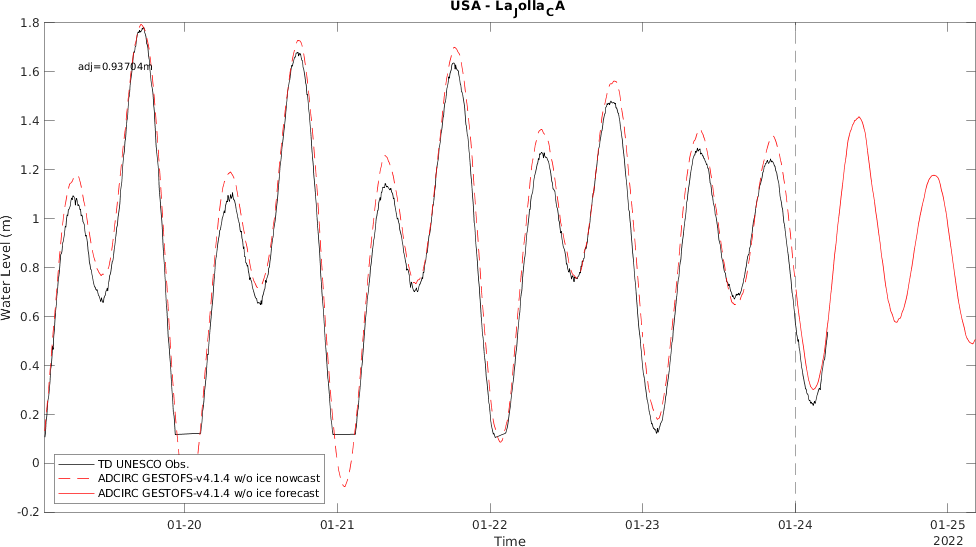 USA - LaJollaCA
adj=0.93704m
1.8
1.6
1.4
1.2
1
0.8
0.6
0.4
0.2
0
-0.2
Water Level (m)
TD UNESCO Obs.
ADCIRC GESTOFS-v4.1.4 w/o ice nowcast
ADCIRC GESTOFS-v4.1.4 w/o ice forecast
01-20 01-21 01-22 01-23 01-24 01-25
Time
2022